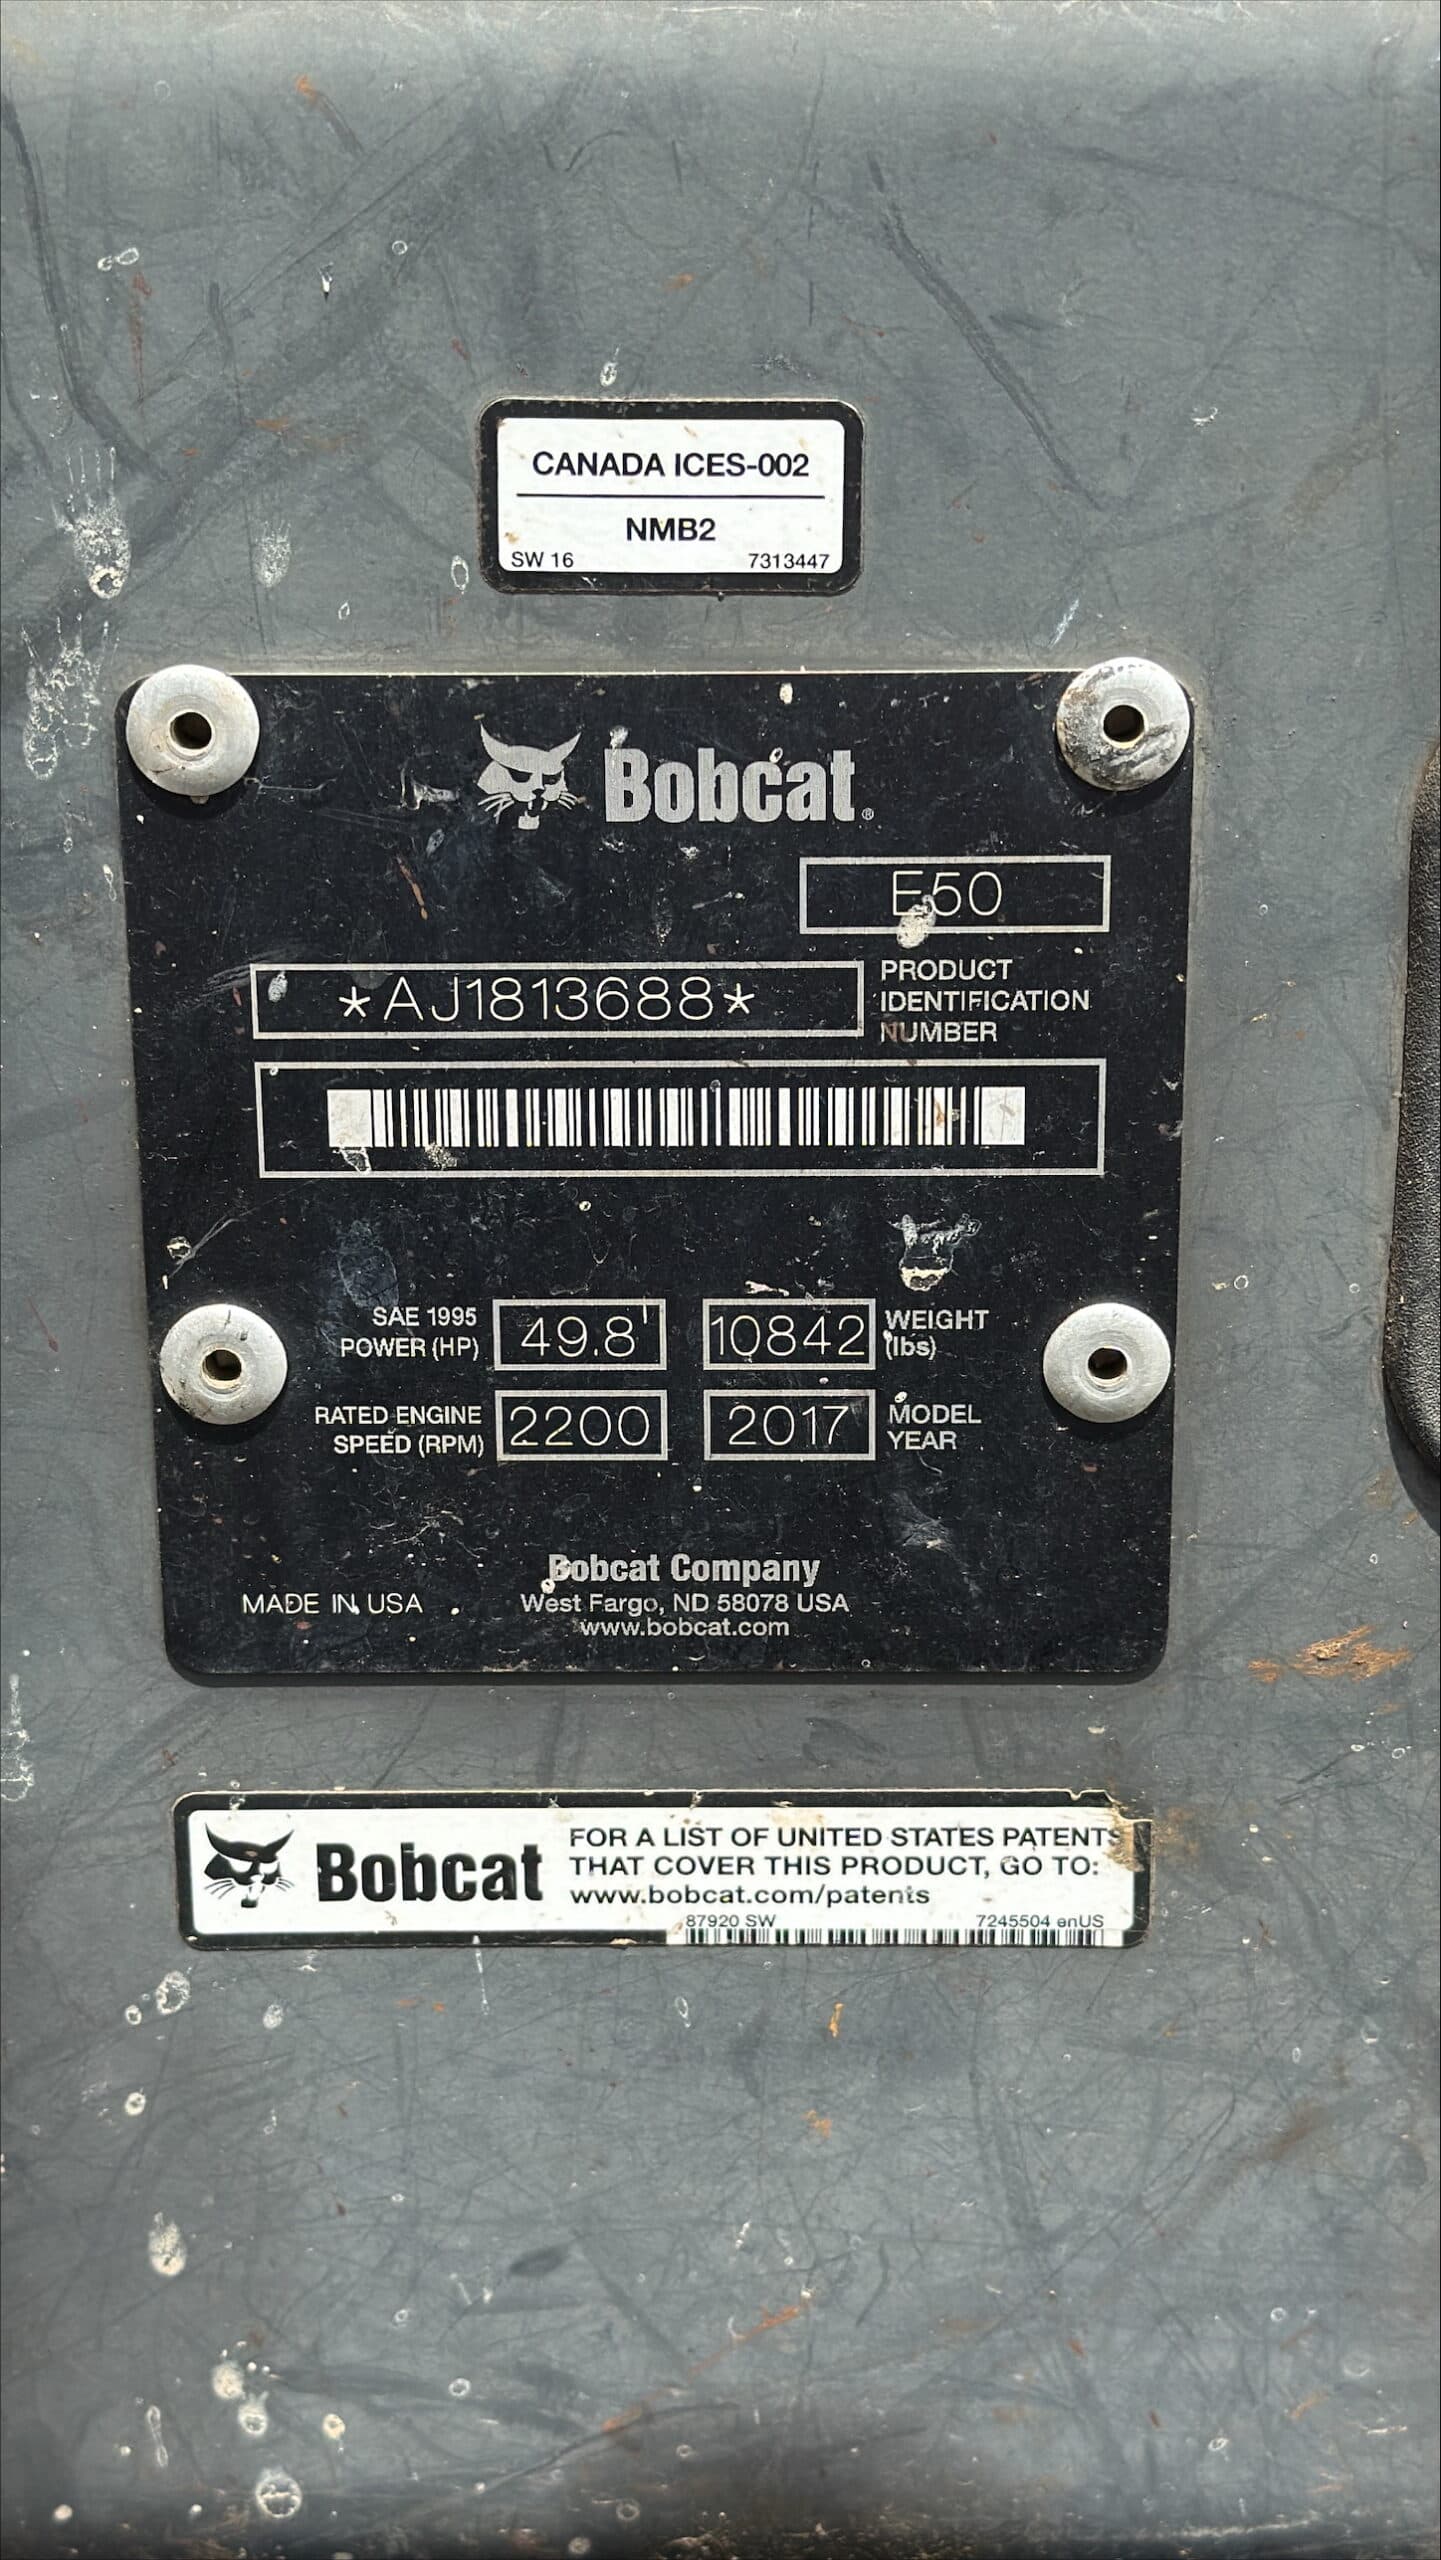 CANADA ICES-002
NMB2
SW 16 7313447
Bobcat®
E50
*AJ1813688*
PRODUCT
IDENTIFICATION
NUMBER
SAE 1995
POWER (HP)
49.8
10842
WEIGHT
(lbs)
RATED ENGINE
SPEED (RPM)
2200
2017
MODEL
YEAR
Bobcat Company
MADE IN USA
West Fargo, ND 58078 USA
www.bobcat.com
Bobcat
FOR A LIST OF UNITED STATES PATENTS
THAT COVER THIS PRODUCT, GO TO:
www.bobcat.com/patents
87920 SW 7245504 enUS